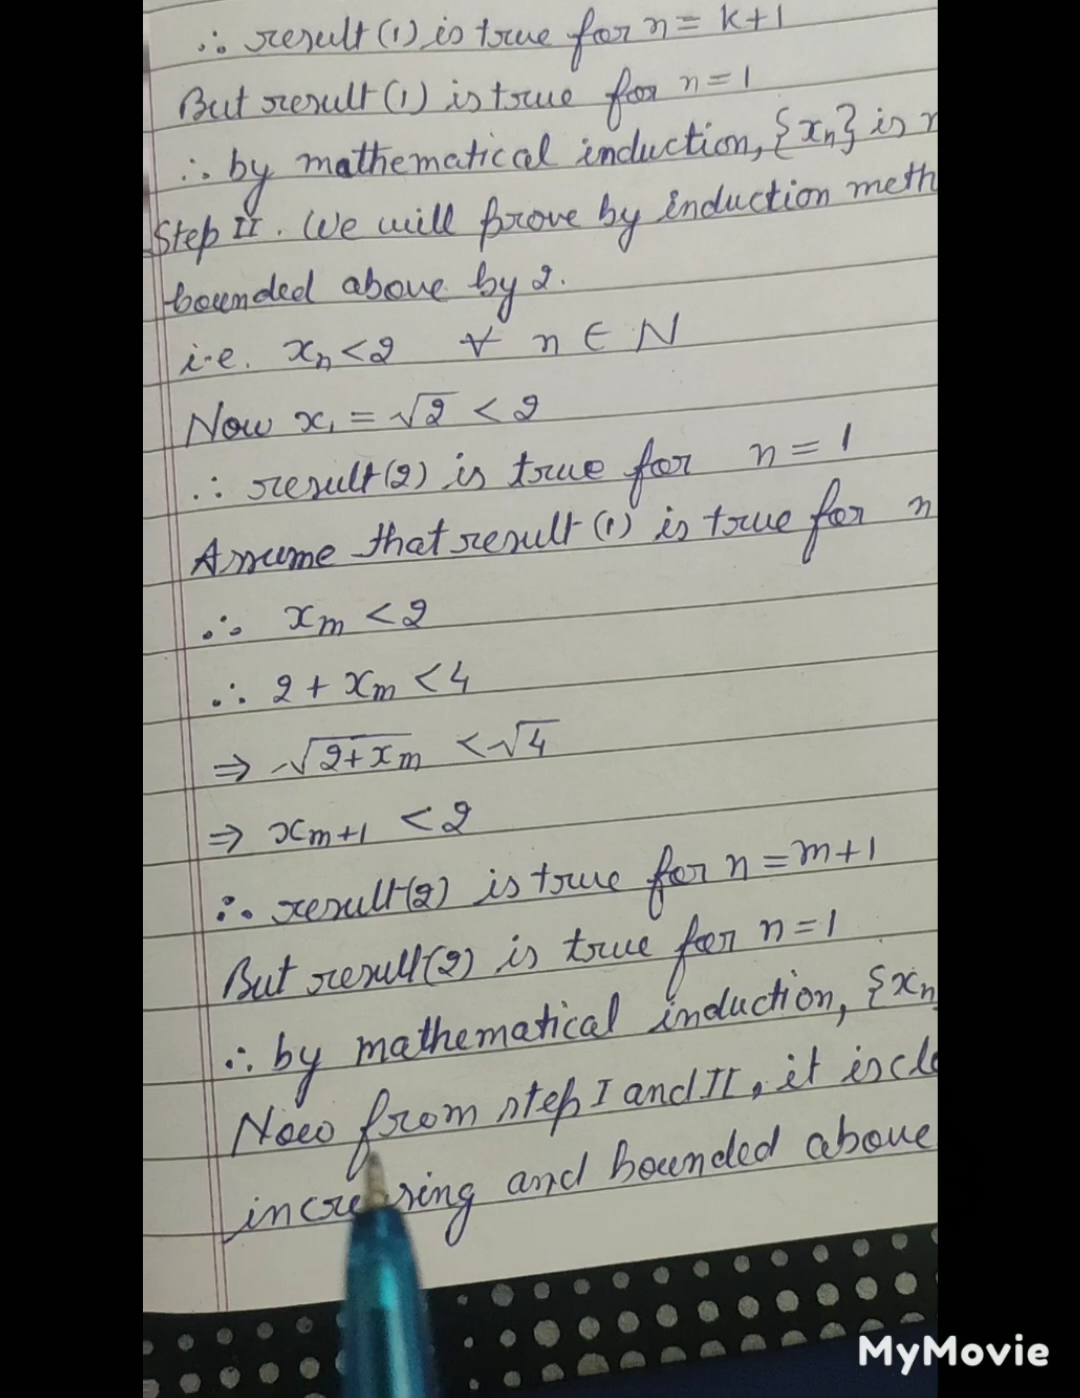 ∴ result (1) is true for n = k+1
But result (1) is true for n = 1
∴ by mathematical induction, {xₙ} is
Step II. We will prove by induction meth
bounded above by 2.
i.e. xₙ < 2 ∀ n ∈ N
Now x₁ = √2 < 2
∴ result (2) is true for n = 1
Assume that result (1) is true for n
∴ xₘ < 2
∴ 2 + xₘ < 4
⇒ √(2+xₘ) < √4
⇒ xₘ₊₁ < 2
∴ result (2) is true for n = m+1
But result (2) is true for n = 1
∴ by mathematical induction, {xₙ
Now from step I and II, it is cle
increasing and bounded above
MyMovie